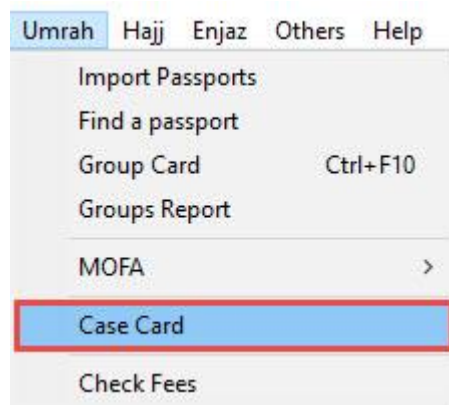 Umrah Hajj Enjaz Others Help
Import Passports
Find a passport
Group Card Ctrl+F10
Groups Report
MOFA >
Case Card
Check Fees